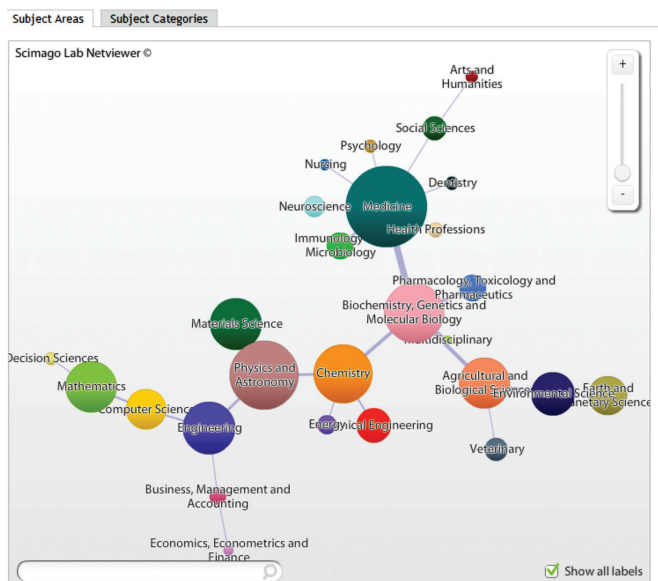 Subject Areas
Subject Categories
Scimago Lab Netviewer ©
+
-
Arts and
Humanities
Social Sciences
Psychology
Nursing
Dentistry
Neuroscience
Medicine
Health Professions
Immunology
Microbiology
Pharmacology, Toxicology and
Pharmaceutics
Biochemistry, Genetics and
Molecular Biology
Multidisciplinary
Materials Science
Decision Sciences
Mathematics
Physics and
Astronomy
Chemistry
Agricultural and
Biological Science
Environmental Science
Earth and
netary Science
Computer Science
Engineering
Energy
ical Engineering
Veterinary
Business, Management and
Accounting
Economics, Econometrics and
Finance
Show all labels